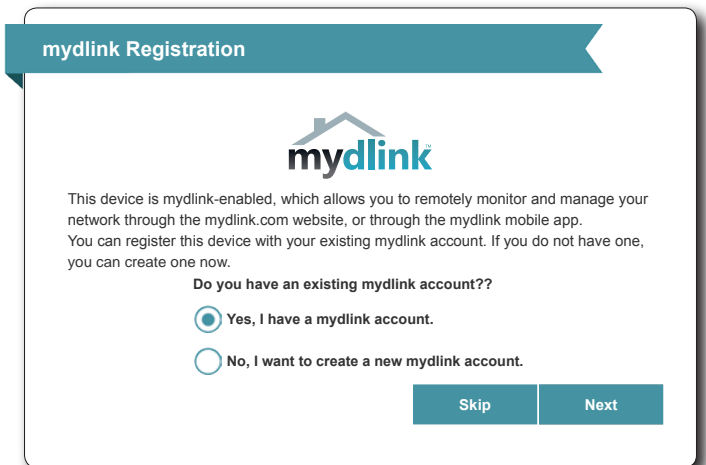 mydlink Registration
mydlink™
This device is mydlink-enabled, which allows you to remotely monitor and manage your
network through the mydlink.com website, or through the mydlink mobile app.
You can register this device with your existing mydlink account. If you do not have one,
you can create one now.
Do you have an existing mydlink account??
Yes, I have a mydlink account.
No, I want to create a new mydlink account.
Skip Next